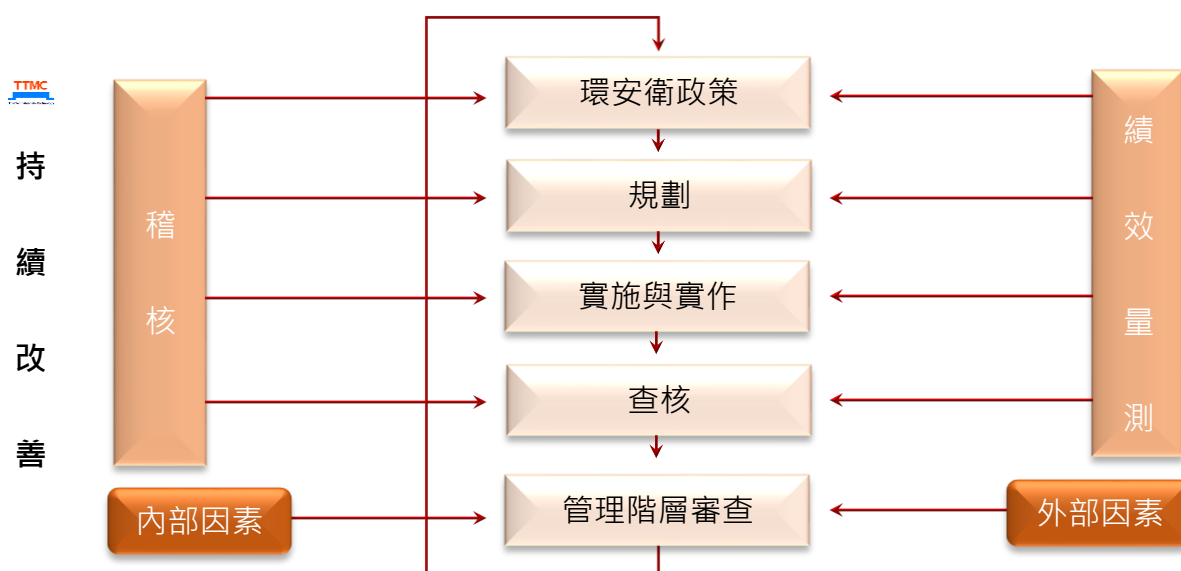 TTMC
持續改善
稽核
環安衛政策
規劃
實施與實作
查核
管理階層審查
績效量測
內部因素
外部因素